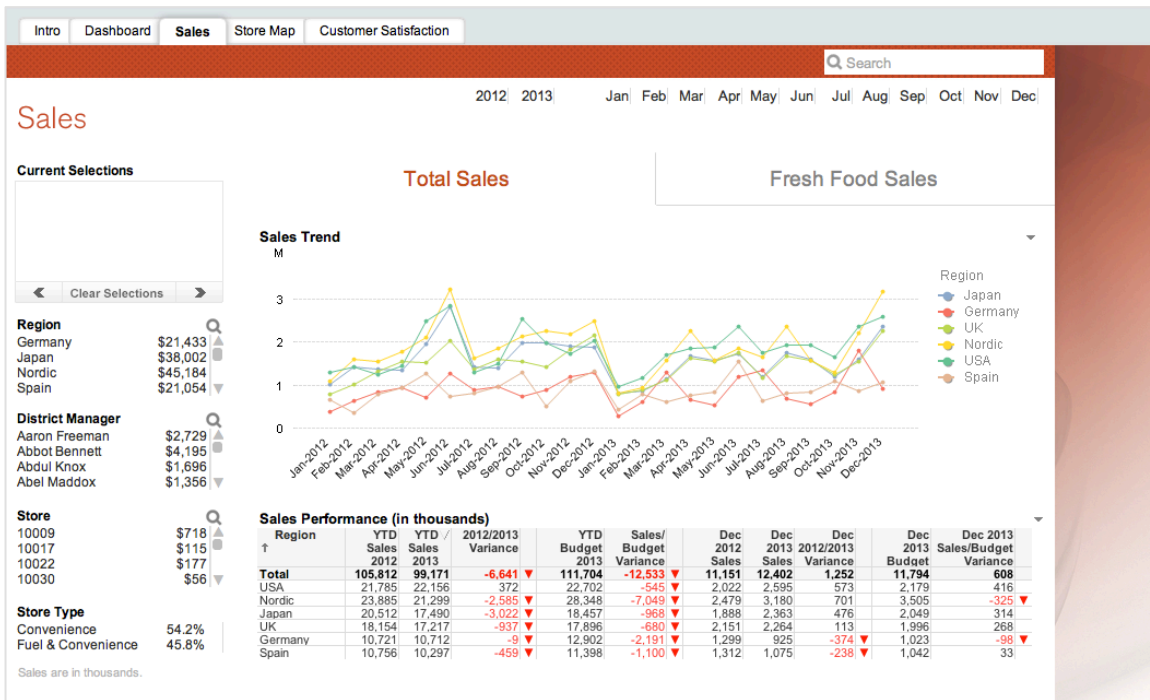 Intro Dashboard Sales Store Map Customer Satisfaction
Search
2012 2013 Jan Feb Mar Apr May Jun Jul Aug Sep Oct Nov Dec
Sales
Current Selections
Clear Selections
Region
Germany $21,433
Japan $38,002
Nordic $45,184
Spain $21,054
District Manager
Aaron Freeman $2,729
Abbot Bennett $4,195
Abdul Knox $1,696
Abel Maddox $1,356
Store
10009 $718
10017 $115
10022 $177
10030 $56
Store Type
Convenience 54.2%
Fuel & Convenience 45.8%
Sales are in thousands.
Total Sales Fresh Food Sales
Sales Trend
M
3
2
1
0
Jan-2012 Feb-2012 Mar-2012 Apr-2012 May-2012 Jun-2012 Jul-2012 Aug-2012 Sep-2012 Oct-2012 Nov-2012 Dec-2012 Jan-2013 Feb-2013 Mar-2013 Apr-2013 May-2013 Jun-2013 Jul-2013 Aug-2013 Sep-2013 Oct-2013 Nov-2013 Dec-2013
Region
Japan
Germany
UK
Nordic
USA
Spain
Sales Performance (in thousands)
Region YTD YTD 2012/2013 YTD Sales/ Dec Dec Dec Dec Dec 2013
↑ Sales Sales Variance Budget Budget 2012 2013 2012/2013 2013 Sales/Budget
2012 2013 2013 Variance Sales Sales Variance Budget Variance
Total 105,812 99,171 -6,641 ▼ 111,704 -12,533 ▼ 11,151 12,402 1,252 11,794 608
USA 21,785 22,156 372 22,702 -545 ▼ 2,022 2,595 573 2,179 416
Nordic 23,885 21,299 -2,585 ▼ 28,348 -7,049 ▼ 2,479 3,180 701 3,505 -325 ▼
Japan 20,512 17,490 -3,022 ▼ 18,457 -968 ▼ 1,888 2,363 476 2,049 314
UK 18,154 17,217 -937 ▼ 17,896 -680 ▼ 2,151 2,264 113 1,996 268
Germany 10,721 10,712 -9 ▼ 12,902 -2,191 ▼ 1,299 925 -374 ▼ 1,023 -98 ▼
Spain 10,756 10,297 -459 ▼ 11,398 -1,100 ▼ 1,312 1,075 -238 ▼ 1,042 33